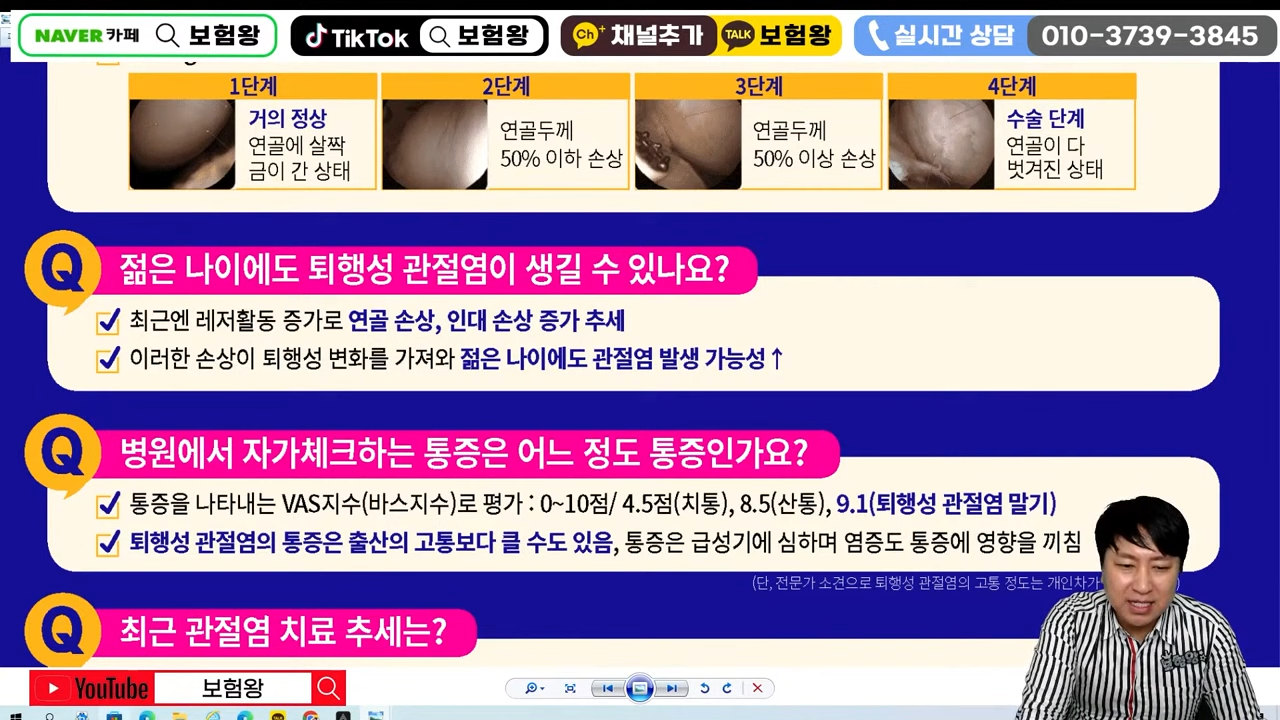 NAVER 카페 보험왕
TikTok 보험왕
Ch+ 채널추가 TALK 보험왕
실시간 상담 010-3739-3845
1단계
거의 정상
연골에 살짝
금이 간 상태
2단계
연골두께
50% 이하 손상
3단계
연골두께
50% 이상 손상
4단계
수술 단계
연골이 다
벗겨진 상태
Q 젊은 나이에도 퇴행성 관절염이 생길 수 있나요?
최근엔 레저활동 증가로 연골 손상, 인대 손상 증가 추세
이러한 손상이 퇴행성 변화를 가져와 젊은 나이에도 관절염 발생 가능성↑
Q 병원에서 자가체크하는 통증은 어느 정도 통증인가요?
통증을 나타내는 VAS지수(바스지수)로 평가 : 0~10점/ 4.5점(치통), 8.5(산통), 9.1(퇴행성 관절염 말기)
퇴행성 관절염의 통증은 출산의 고통보다 클 수도 있음, 통증은 급성기에 심하며 염증도 통증에 영향을 끼침
(단, 전문가 소견으로 퇴행성 관절염의 고통 정도는 개인차가
Q 최근 관절염 치료 추세는?
YouTube 보험왕